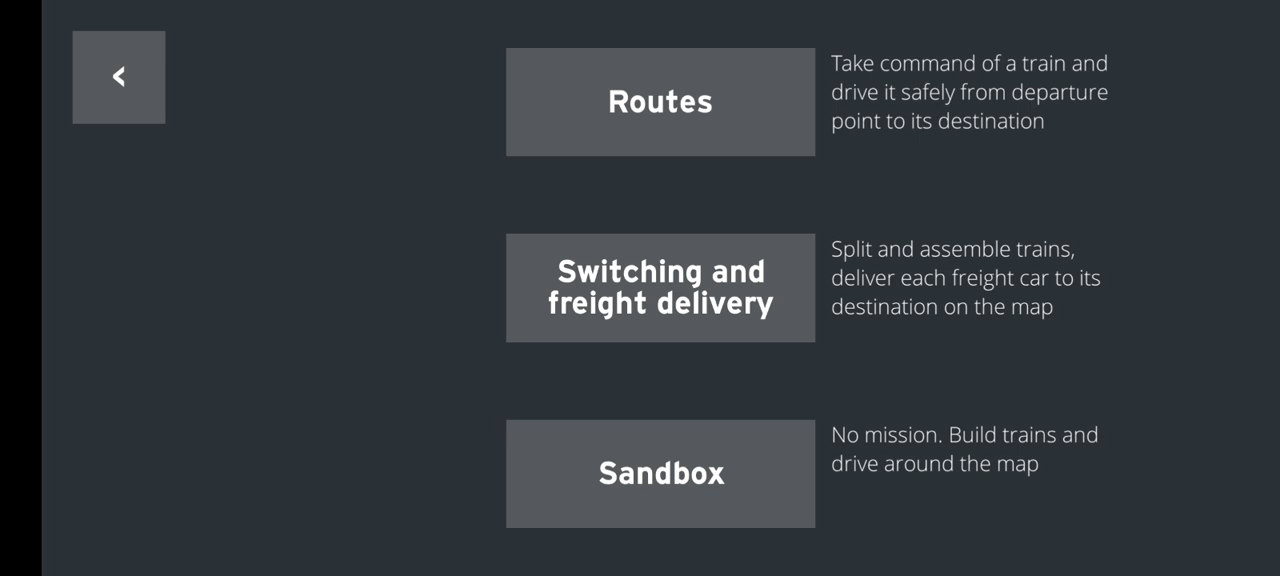 <
Routes
Take command of a train and
drive it safely from departure
point to its destination
Switching and
freight delivery
Split and assemble trains,
deliver each freight car to its
destination on the map
Sandbox
No mission. Build trains and
drive around the map